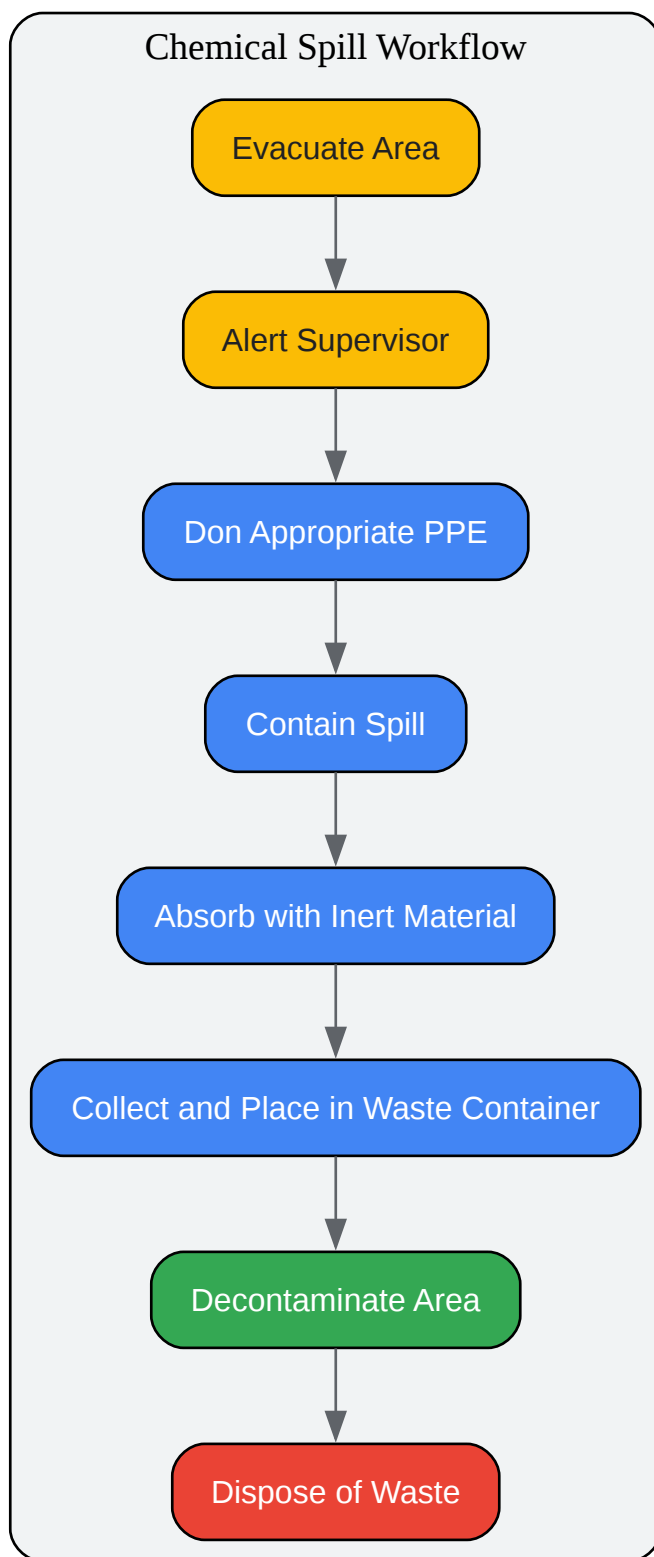 Chemical Spill Workflow
Evacuate Area
Alert Supervisor
Don Appropriate PPE
Contain Spill
Absorb with Inert Material
Collect and Place in Waste Container
Decontaminate Area
Dispose of Waste